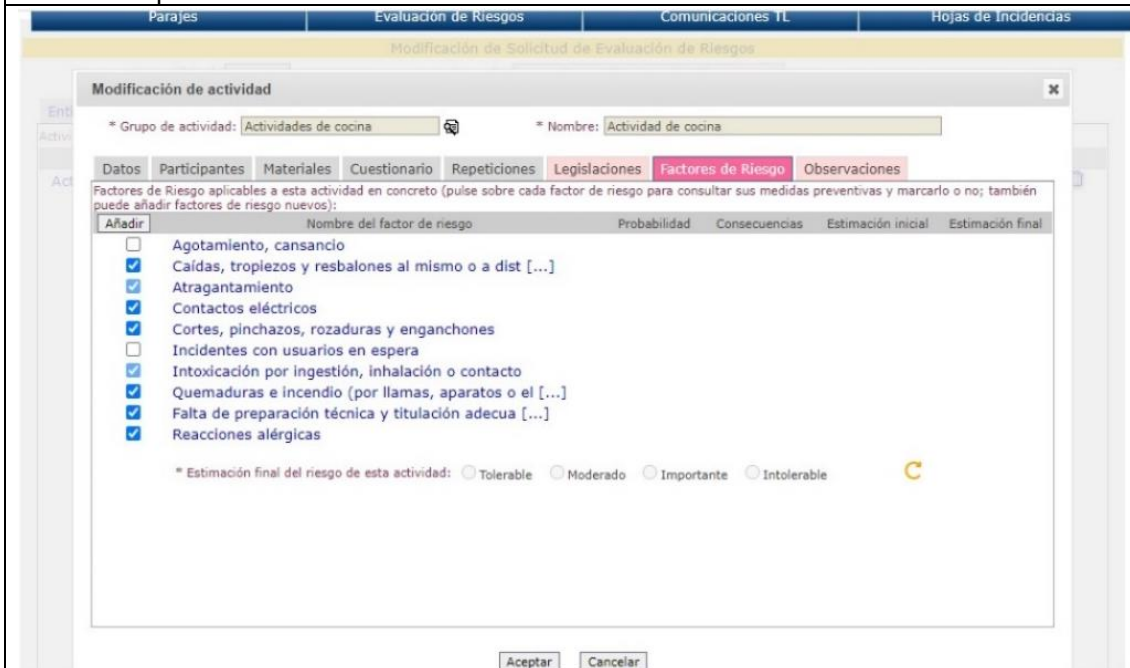 Parajes Evaluación de Riesgos Comunicaciones TL Hojas de Incidencias
Modificación de Solicitud de Evaluación de Riesgos
Modificación de actividad
* Grupo de actividad: Actividades de cocina * Nombre: Actividad de cocina
Datos Participantes Materiales Cuestionario Repeticiones Legislaciones Factores de Riesgo Observaciones
Factores de Riesgo aplicables a esta actividad en concreto (pulse sobre cada factor de riesgo para consultar sus medidas preventivas y marcarlo o no; también
puede añadir factores de riesgo nuevos):
Añadir Nombre del factor de riesgo Probabilidad Consecuencias Estimación inicial Estimación final
Agotamiento, cansancio
Caídas, tropiezos y resbalones al mismo o a dist [...]
Atragantamiento
Contactos eléctricos
Cortes, pinchazos, rozaduras y enganchones
Incidentes con usuarios en espera
Intoxicación por ingestión, inhalación o contacto
Quemaduras e incendio (por llamas, aparatos o el [...]
Falta de preparación técnica y titulación adecua [...]
Reacciones alérgicas
* Estimación final del riesgo de esta actividad: Tolerable Moderado Importante Intolerable
Aceptar Cancelar